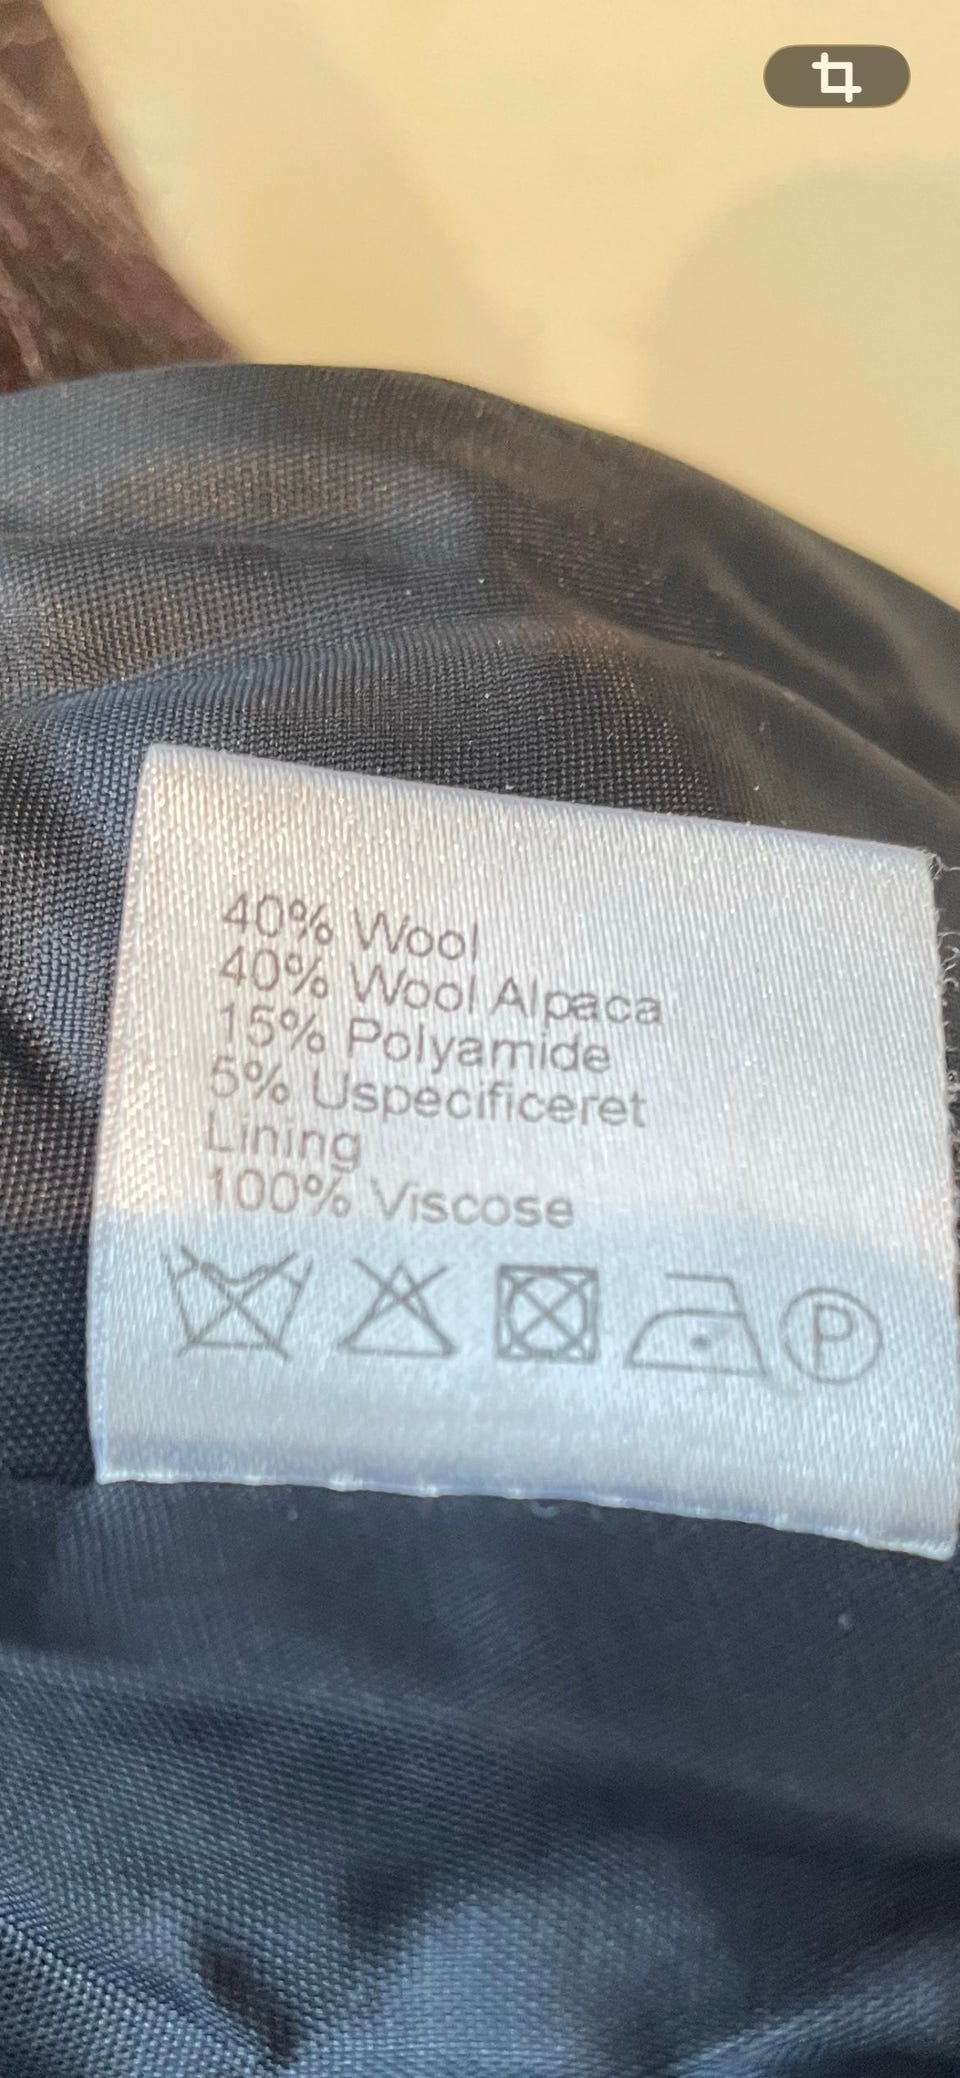 40% Wool
40% Wool Alpaca
15% Polyamide
5% Uspecificeret
Lining
100% Viscose
P